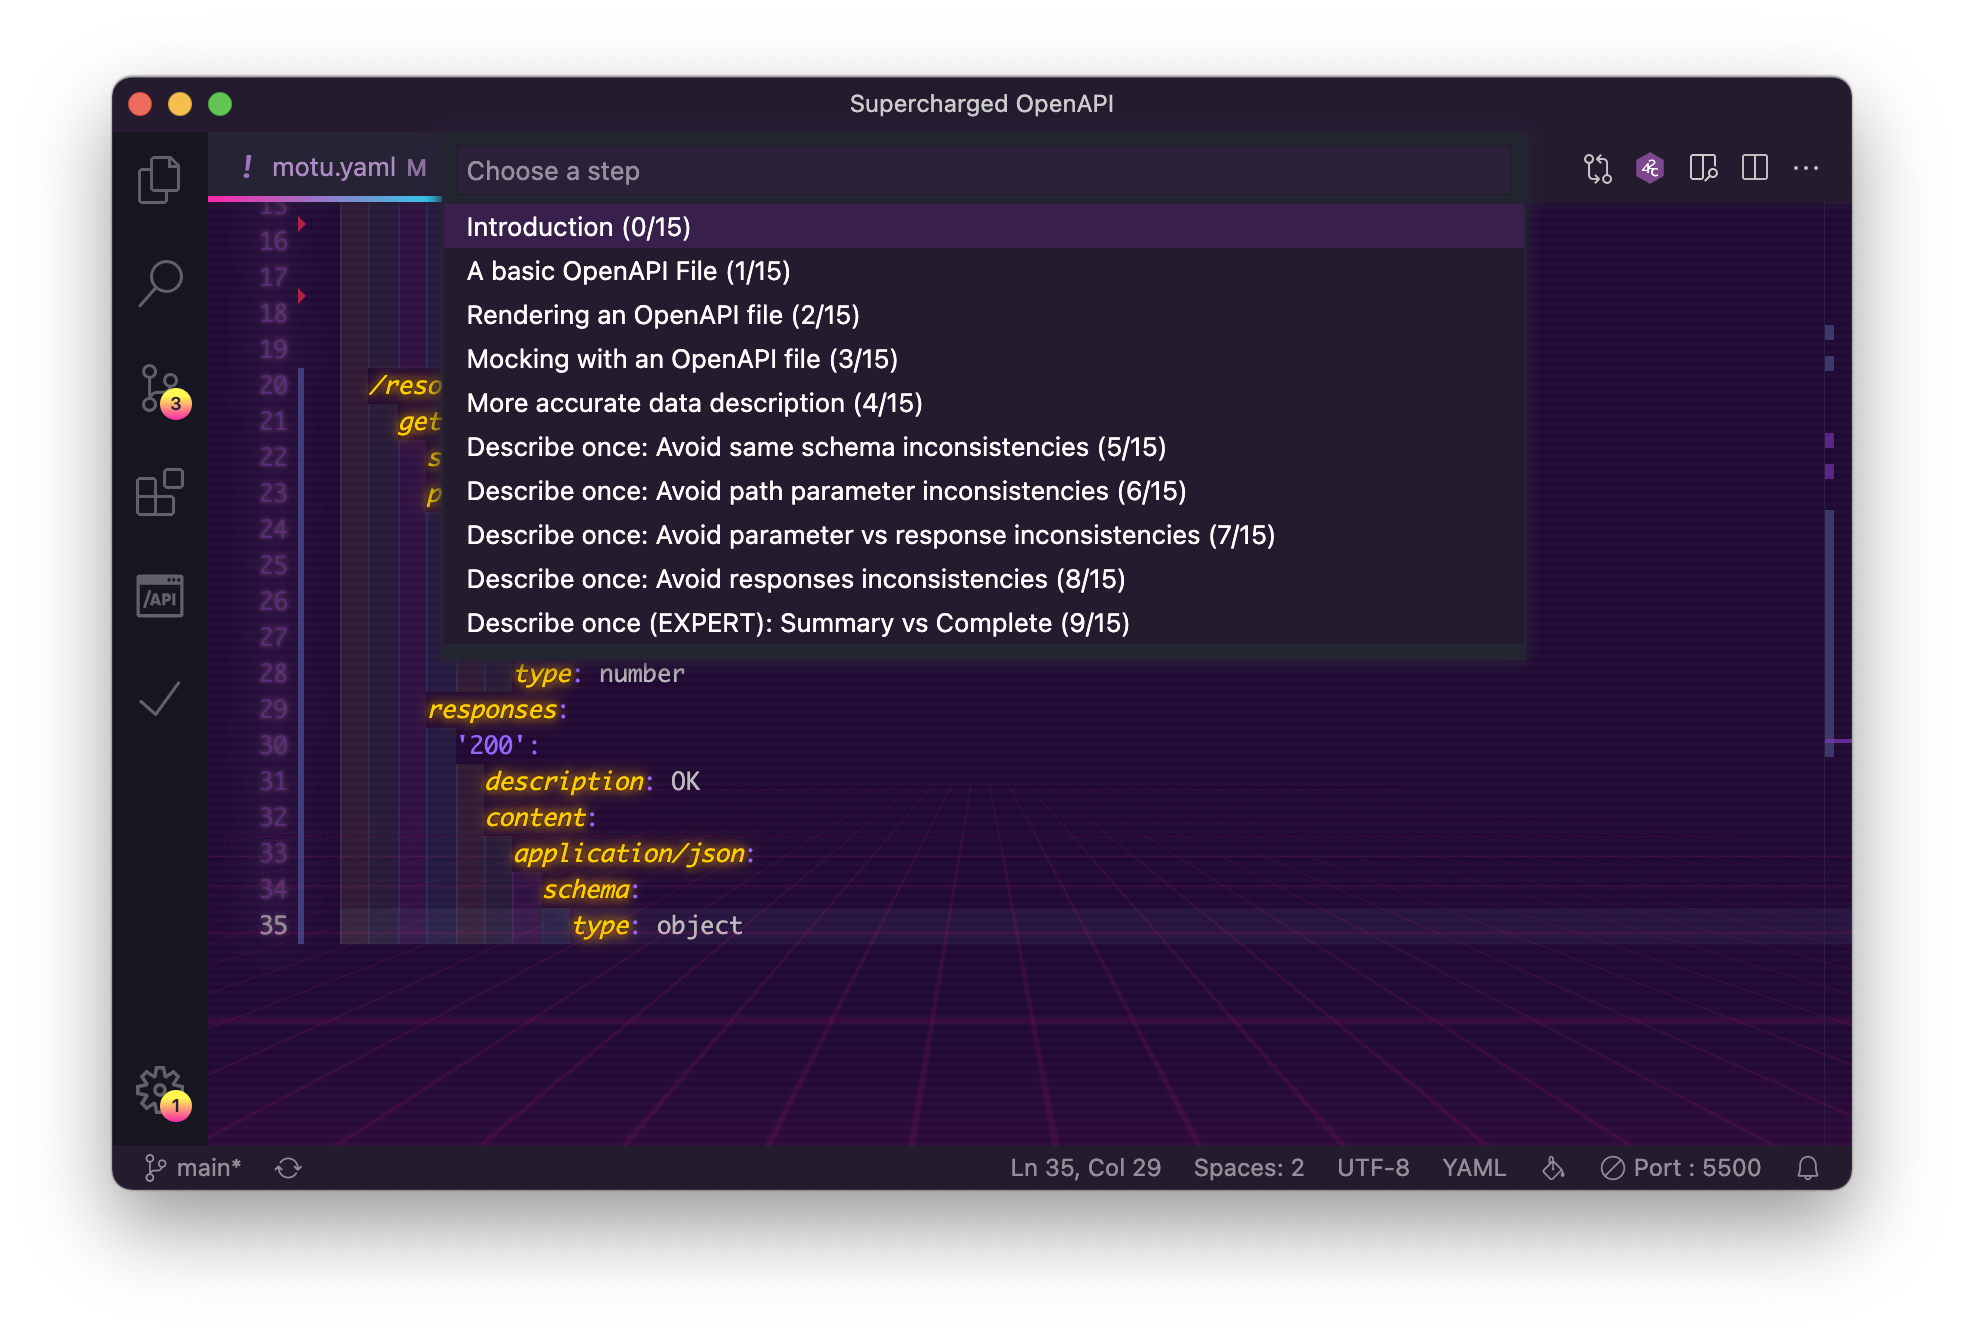 Supercharged OpenAPI
! motu.yaml M
Choose a step
Introduction (0/15)
A basic OpenAPI File (1/15)
Rendering an OpenAPI file (2/15)
Mocking with an OpenAPI file (3/15)
More accurate data description (4/15)
Describe once: Avoid same schema inconsistencies (5/15)
Describe once: Avoid path parameter inconsistencies (6/15)
Describe once: Avoid parameter vs response inconsistencies (7/15)
Describe once: Avoid responses inconsistencies (8/15)
Describe once (EXPERT): Summary vs Complete (9/15)
15
16
17
18
19
20 /reso
21 get
22 s
23 p
24
25
26
27
28 type: number
29 responses:
30 '200':
31 description: OK
32 content:
33 application/json:
34 schema:
35 type: object
3
/API
1
42C
main* Ln 35, Col 29 Spaces: 2 UTF-8 YAML Port : 5500